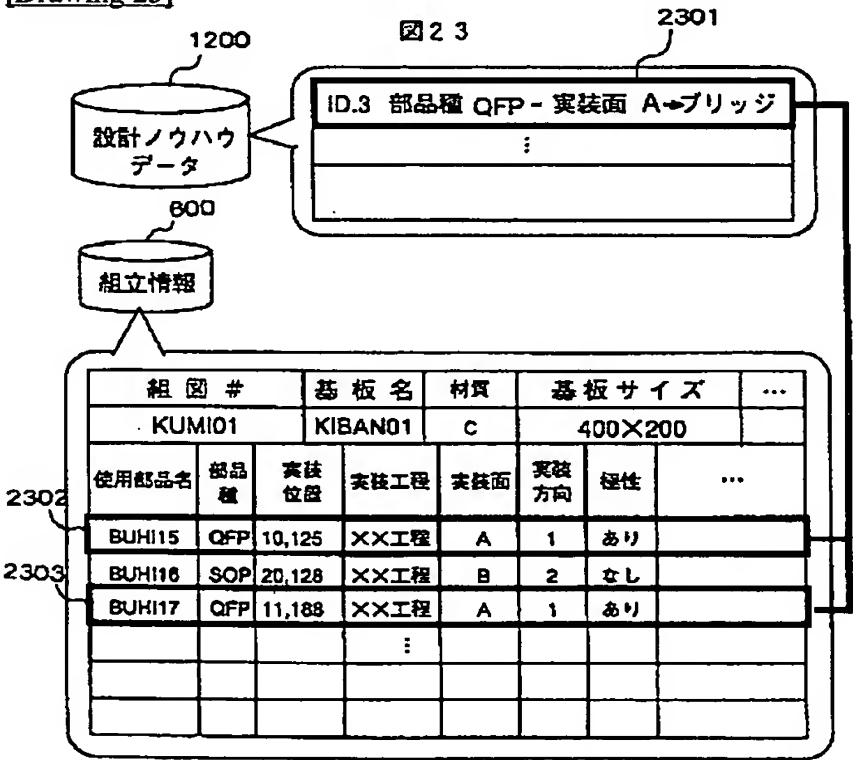 [Drawing 23]
図23
1200
2301
設計ノウハウ
データ
ID.3 部品種 QFP - 実装面 A→ブリッジ
⋮
600
組立情報
組図# 基板名 材質 基板サイズ …
KUMI01 KIBAN01 C 400×200
使用部品名 部品種 実装位置 実装工程 実装面 実装方向 極性 …
2302
BUHI15 QFP 10,125 ××工程 A 1 あり
2303
BUHI16 SOP 20,128 ××工程 B 2 なし
BUHI17 QFP 11,188 ××工程 A 1 あり
⋮